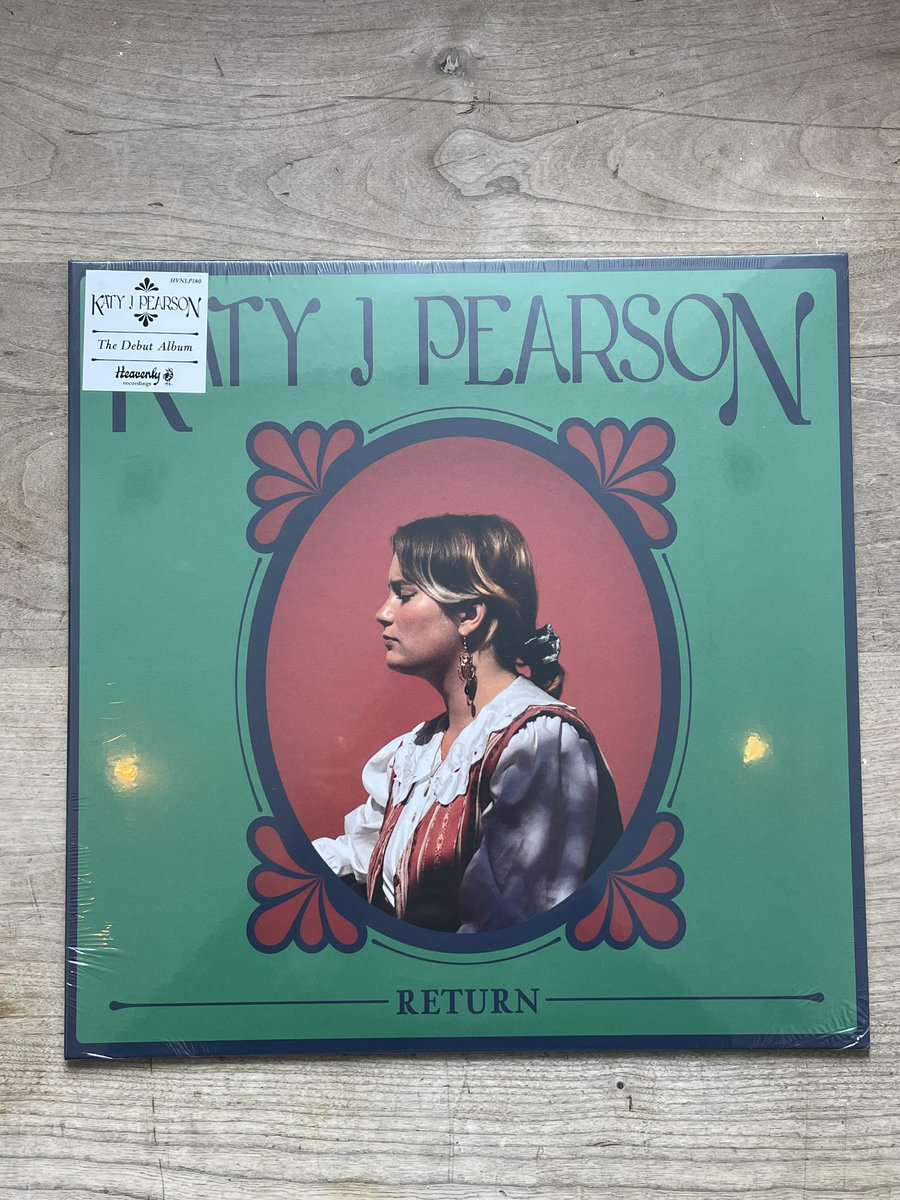 HVNLP180
KATY J PEARSON
The Debut Album
Heavenly
recordings
KATY J PEARSON
RETURN